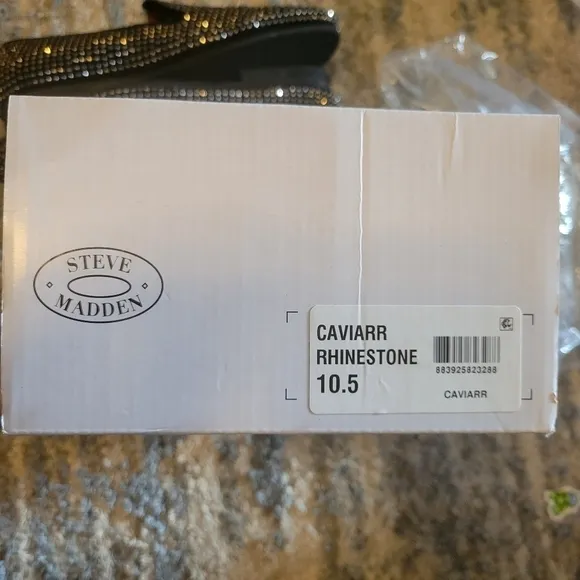 STEVE
MADDEN
CAVIARR
RHINESTONE
10.5
883925823288
CAVIARR